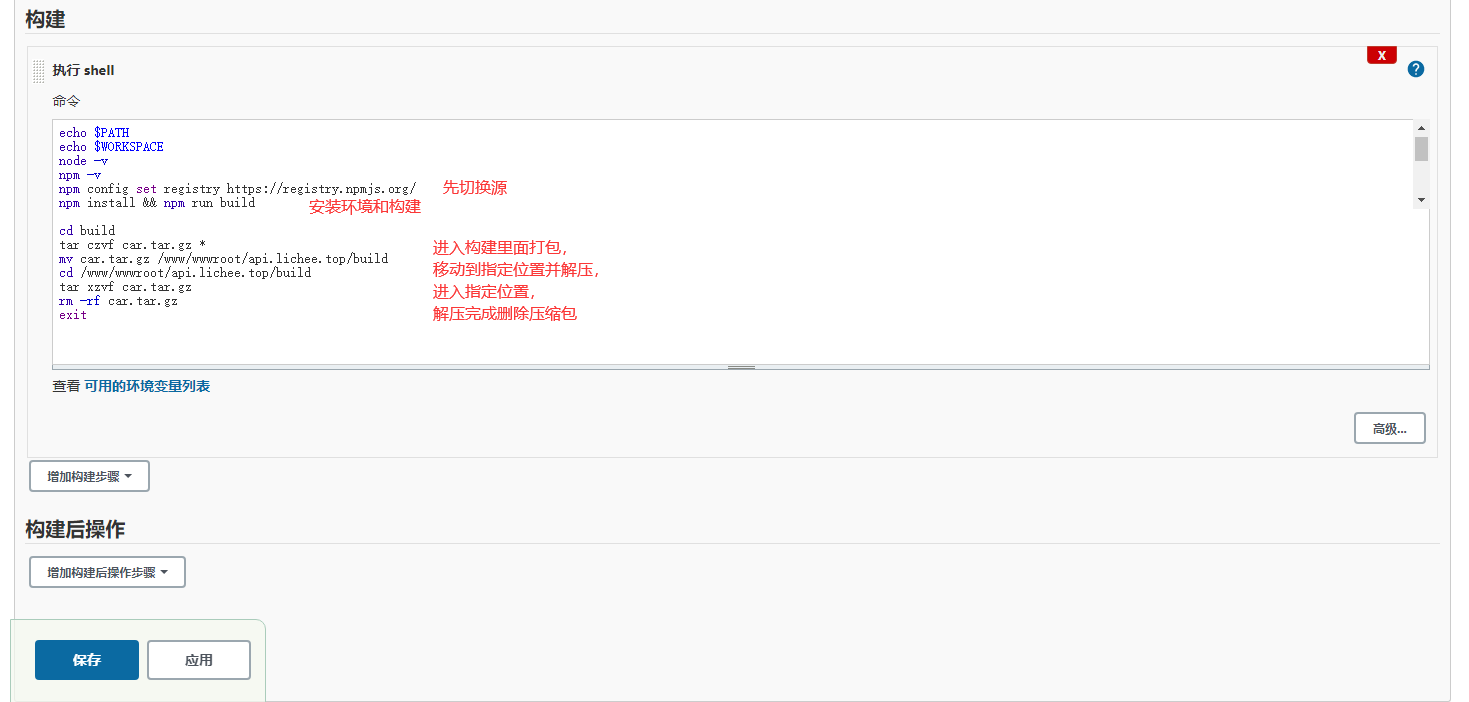 构建
X
执行 shell
?
命令
echo $PATH
echo $WORKSPACE
node -v
npm -v
npm config set registry https://registry.npmjs.org/ 先切换源
npm install && npm run build 安装环境和构建
cd build
tar czvf car.tar.gz * 进入构建里面打包，
mv car.tar.gz /www/wwwroot/api.lichee.top/build
cd /www/wwwroot/api.lichee.top/build 移动到指定位置并解压，
tar xzvf car.tar.gz 进入指定位置，
rm -rf car.tar.gz
exit 解压完成删除压缩包
查看 可用的环境变量列表
高级...
增加构建步骤
构建后操作
增加构建后操作步骤
保存 应用